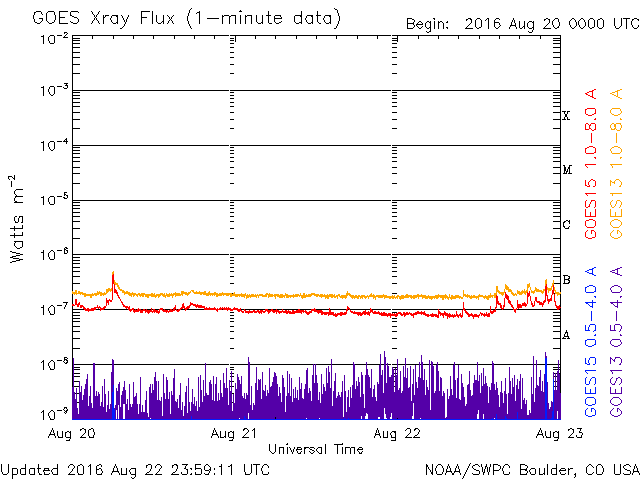 GOES Xray Flux (1-minute data)
Begin: 2016 Aug 20 0000 UTC
10⁻²
10⁻³
10⁻⁴
10⁻⁵
10⁻⁶
10⁻⁷
10⁻⁸
10⁻⁹
Watts m⁻²
X
M
C
B
A
GOES15 1.0-8.0 A
GOES13 1.0-8.0 A
GOES15 0.5-4.0 A
GOES13 0.5-4.0 A
Aug 20
Aug 21
Aug 22
Aug 23
Universal Time
Updated 2016 Aug 22 23:59:11 UTC
NOAA/SWPC Boulder, CO USA